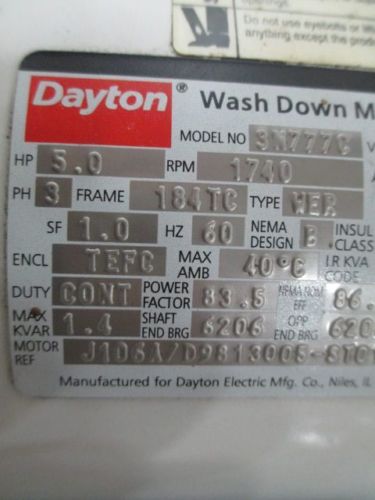 Do not use eyebolts or
anything except the
Dayton® Wash Down
MODEL NO 3N777C
HP 5.0 RPM 1740
PH 3 FRAME 184TC TYPE WER
SF 1.0 HZ 60 NEMA DESIGN B INSUL CLASS
ENCL TEFC MAX AMB 40°C I.R KVA CODE
DUTY CONT POWER FACTOR 83.5 NEMA NOM EFF 86
MAX KVAR 1.4 SHAFT END BRG 6206 OPP END BRG
MOTOR REF
Manufactured for Dayton Electric Mfg. Co., Niles, IL